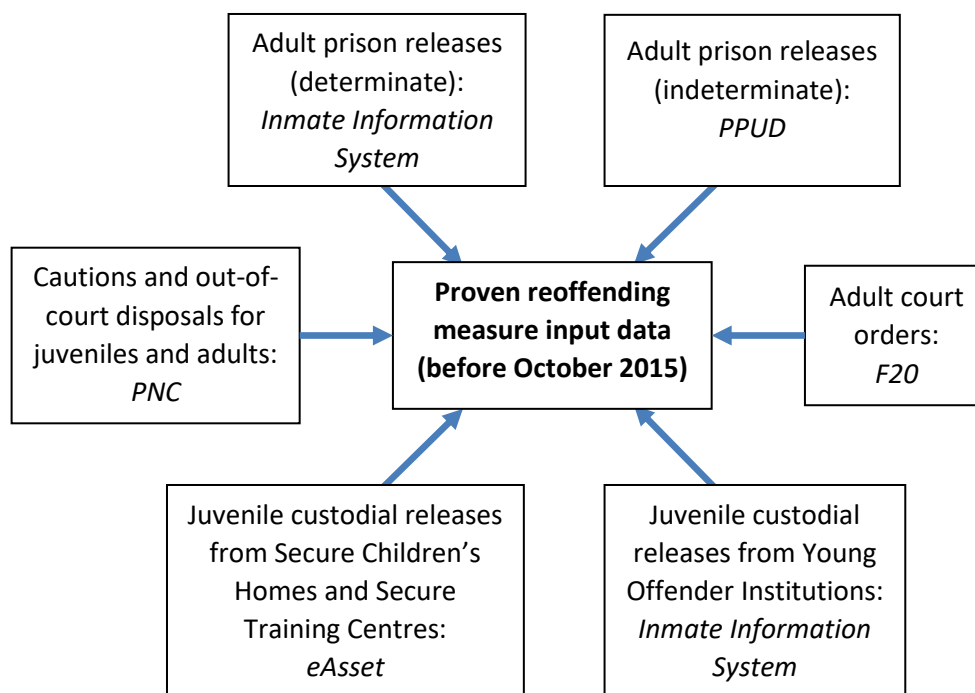 Adult prison releases
(determinate):
Inmate Information
System
Adult prison releases
(indeterminate):
PPUD
Cautions and out-of-
court disposals for
juveniles and adults:
PNC
Proven reoffending
measure input data
(before October 2015)
Adult court
orders:
F20
Juvenile custodial releases
from Secure Children’s
Homes and Secure
Training Centres:
eAsset
Juvenile custodial
releases from Young
Offender Institutions:
Inmate Information
System